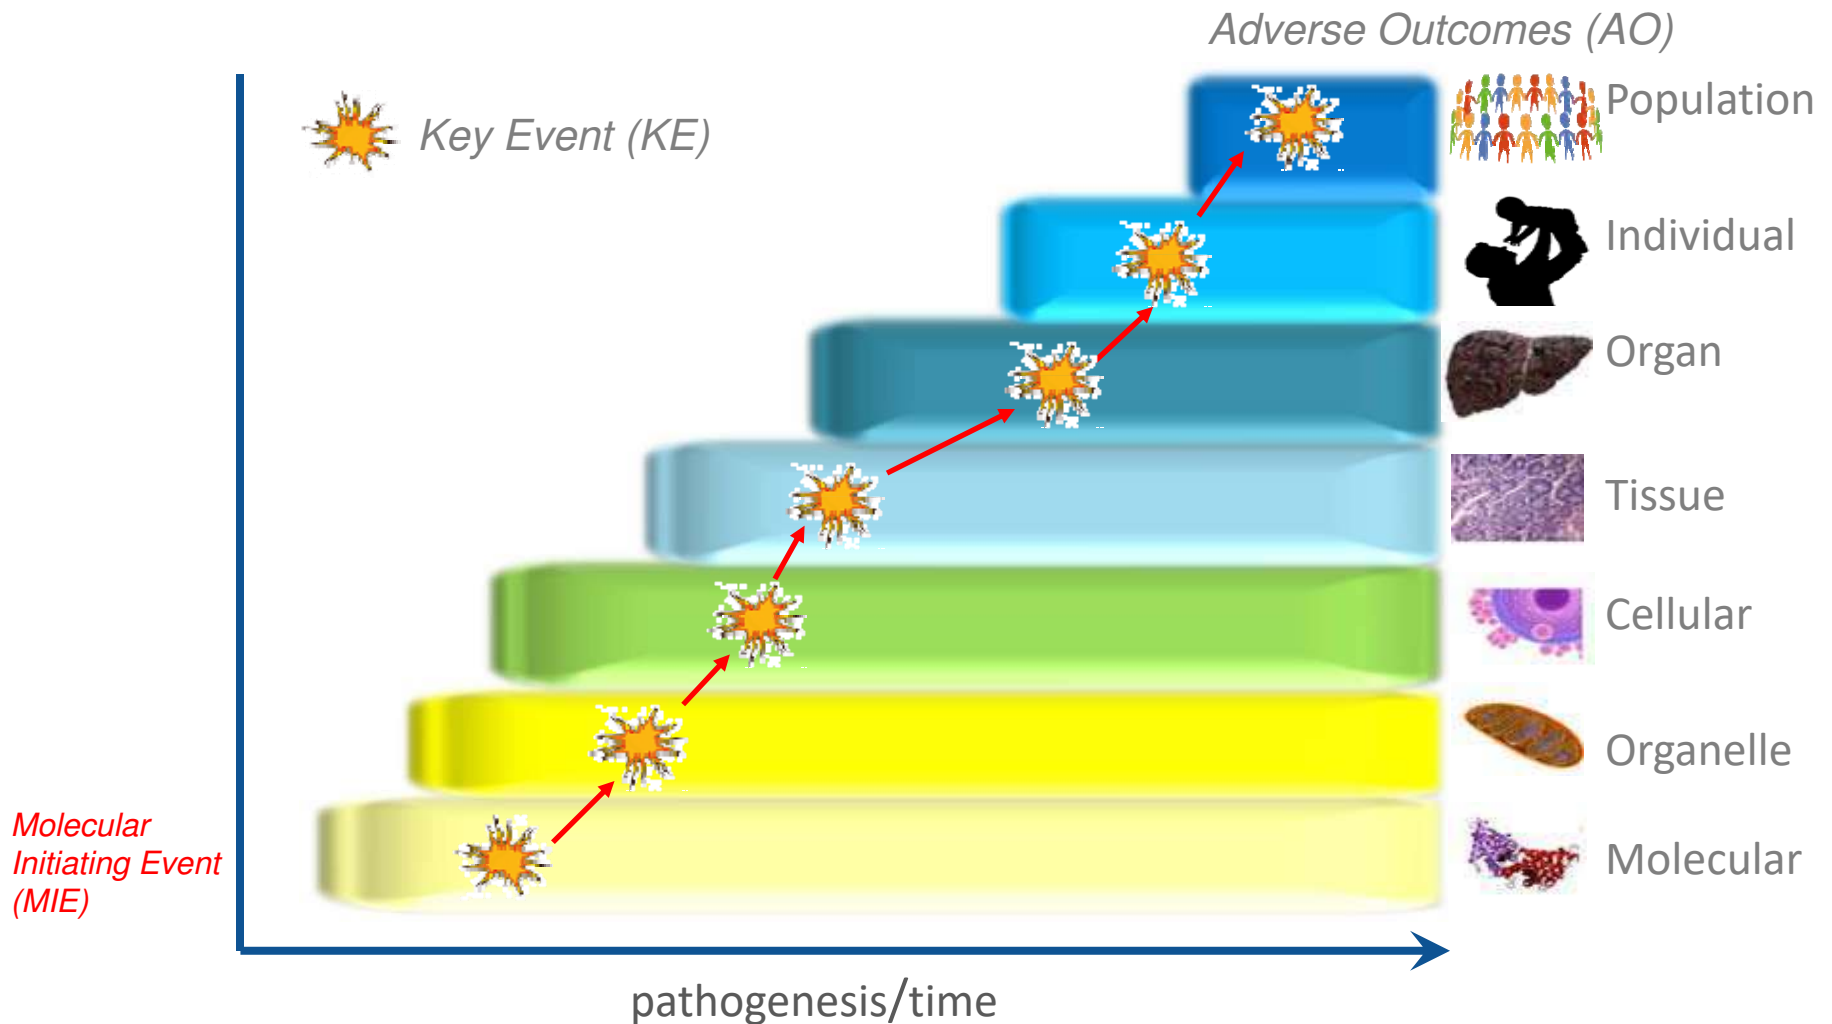 Adverse Outcomes (AO)
Key Event (KE)
Population
Individual
Organ
Tissue
Cellular
Organelle
Molecular
Molecular
Initiating Event
(MIE)
pathogenesis/time